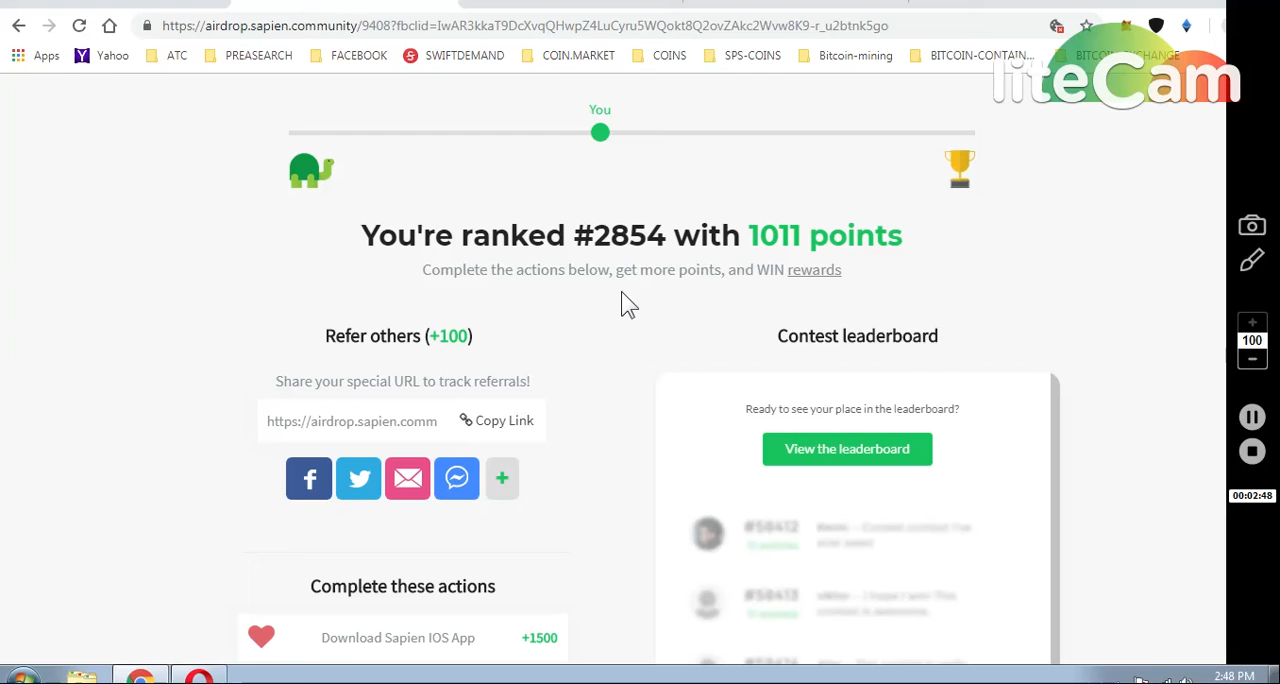 https://airdrop.sapien.community/9408?fbclid=IwAR3kkaT9DcXvqQHwpZ4LuCyru5WQokt8Q2ovZAkc2Wvw8K9-r_u2btnk5go
Apps Yahoo ATC PREASEARCH FACEBOOK SWIFTDEMAND COIN.MARKET COINS SPS-COINS Bitcoin-mining BITCOIN-CONTAIN...
liteCam
You
You're ranked #2854 with 1011 points
Complete the actions below, get more points, and WIN rewards
Refer others (+100)
Share your special URL to track referrals!
https://airdrop.sapien.comm Copy Link
Complete these actions
Download Sapien IOS App +1500
Contest leaderboard
Ready to see your place in the leaderboard?
View the leaderboard
#58412
#58413
100
00:02:48
2:48 PM